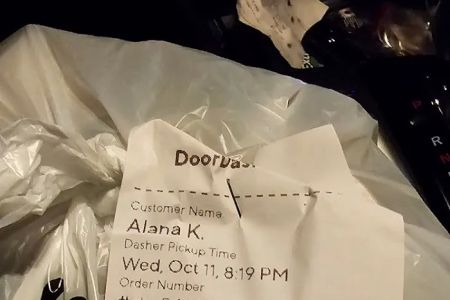 DoorDas
Customer Name
Alana K.
Dasher Pickup Time
Wed, Oct 11, 8:19 PM
Order Number
P
R
N